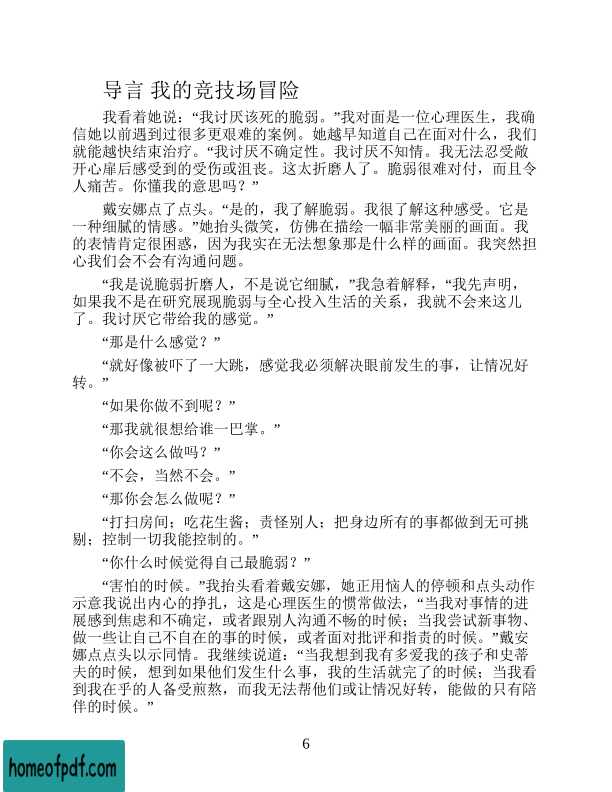 导言 我的竞技场冒险
我看着她说：“我讨厌该死的脆弱。”我对面是一位心理医生，我确
信她以前遇到过很多更艰难的案例。她越早知道自己在面对什么，我们
就能越快结束治疗。“我讨厌不确定性。我讨厌不知情。我无法忍受敞
开心扉后感受到的受伤或沮丧。这太折磨人了。脆弱很难对付，而且令
人痛苦。你懂我的意思吗？”
戴安娜点了点头。“是的，我了解脆弱。我很了解这种感受。它是
一种细腻的情感。”她抬头微笑，仿佛在描绘一幅非常美丽的画面。我
的表情肯定很困惑，因为我实在无法想象那是什么样的画面。我突然担
心我们会不会有沟通问题。
“我是说脆弱折磨人，不是说它细腻，”我急着解释，“我先声明，
如果我不是在研究展现脆弱与全心投入生活的关系，我就不会来这儿
了。我讨厌它带给我的感觉。”
“那是什么感觉？”
“就好像被吓了一大跳，感觉我必须解决眼前发生的事，让情况好
转。”
“如果你做不到呢？”
“那我就很想给谁一巴掌。”
“你会这么做吗？”
“不会，当然不会。”
“那你会怎么做呢？”
“打扫房间；吃花生酱；责怪别人；把身边所有的事都做到无可挑
剔；控制一切我能控制的。”
“你什么时候觉得自己最脆弱？”
“害怕的时候。”我抬头看着戴安娜，她正用恼人的停顿和点头动作
示意我说出内心的挣扎，这是心理医生的惯常做法，“当我对事情的进
展感到焦虑和不确定，或者跟别人沟通不畅的时候；当我尝试新事物、
做一些让自己不自在的事的时候，或者面对批评和指责的时候。”戴安
娜点点头以示同情。我继续说道：“当我想到我有多爱我的孩子和史蒂
夫的时候，想到如果他们发生什么事，我的生活就完了的时候；当我看
到我在乎的人备受煎熬，而我无法帮他们或让情况好转，能做的只有陪
伴的时候。”
6
homeofpdf.com